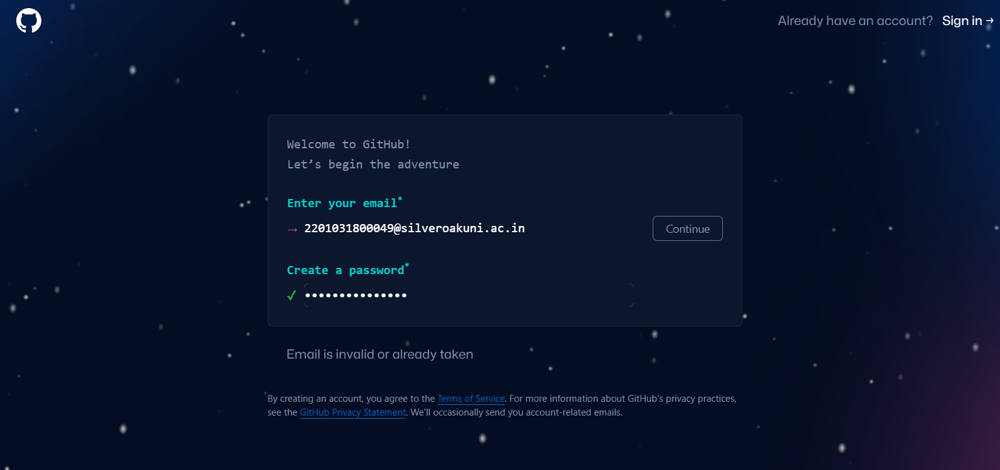 Already have an account? Sign in →
Welcome to GitHub!
Let’s begin the adventure
Enter your email*
→ 2201031800049@silveroakuni.ac.in
Continue
Create a password*
✓ •••••••••••••••
Email is invalid or already taken
By creating an account, you agree to the Terms of Service. For more information about GitHub's privacy practices,
see the GitHub Privacy Statement. We'll occasionally send you account-related emails.